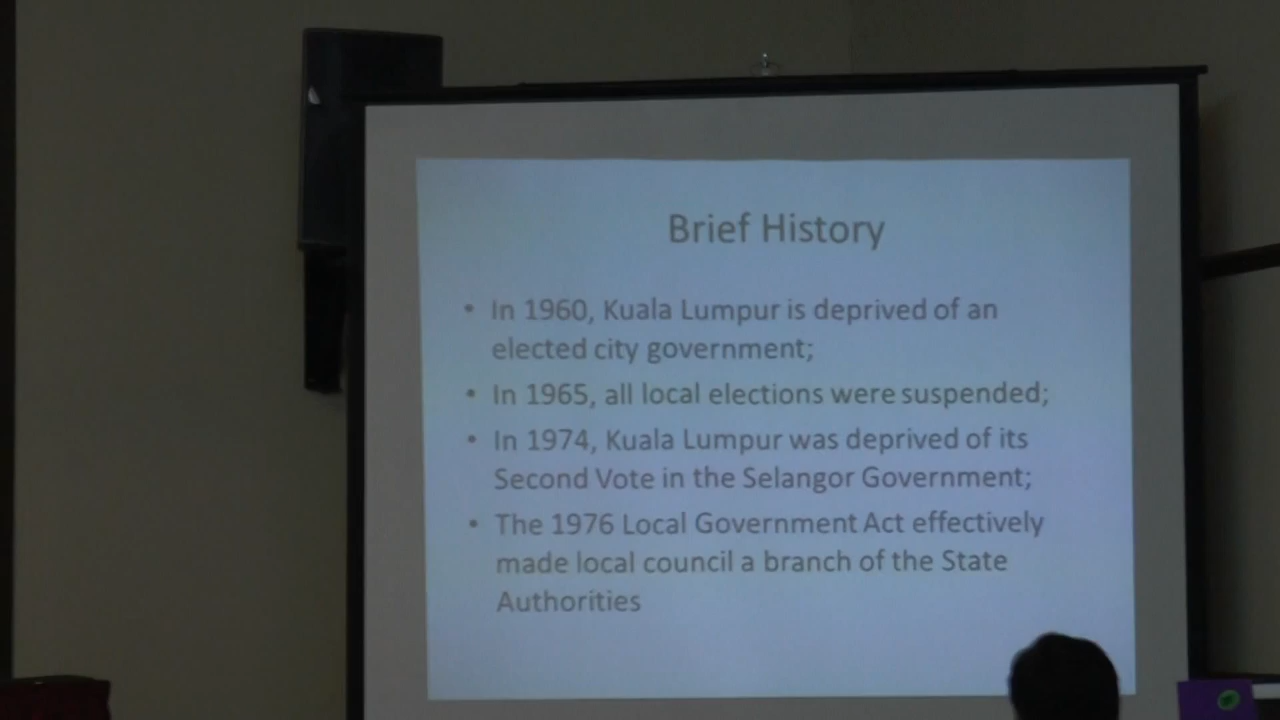 Brief History
• In 1960, Kuala Lumpur is deprived of an
elected city government;
• In 1965, all local elections were suspended;
• In 1974, Kuala Lumpur was deprived of its
Second Vote in the Selangor Government;
• The 1976 Local Government Act effectively
made local council a branch of the State
Authorities